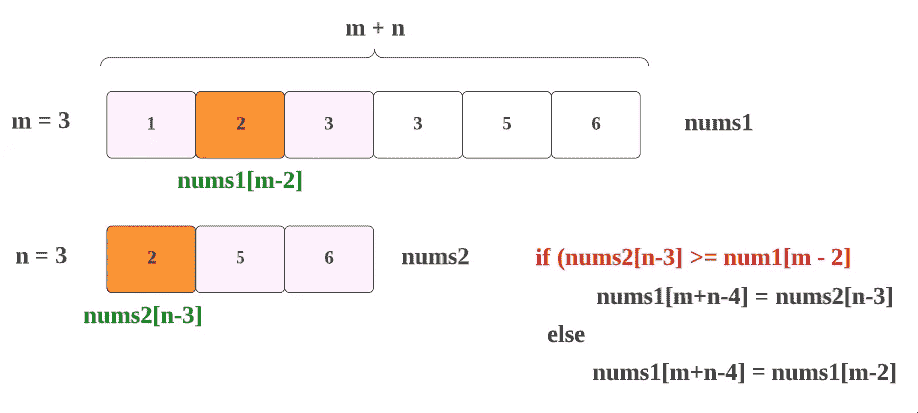 m + n
m = 3 1 2 3 3 5 6 nums1
nums1[m-2]
n = 3 2 5 6 nums2
nums2[n-3]
if (nums2[n-3] >= num1[m - 2]
nums1[m+n-4] = nums2[n-3]
else
nums1[m+n-4] = nums1[m-2]